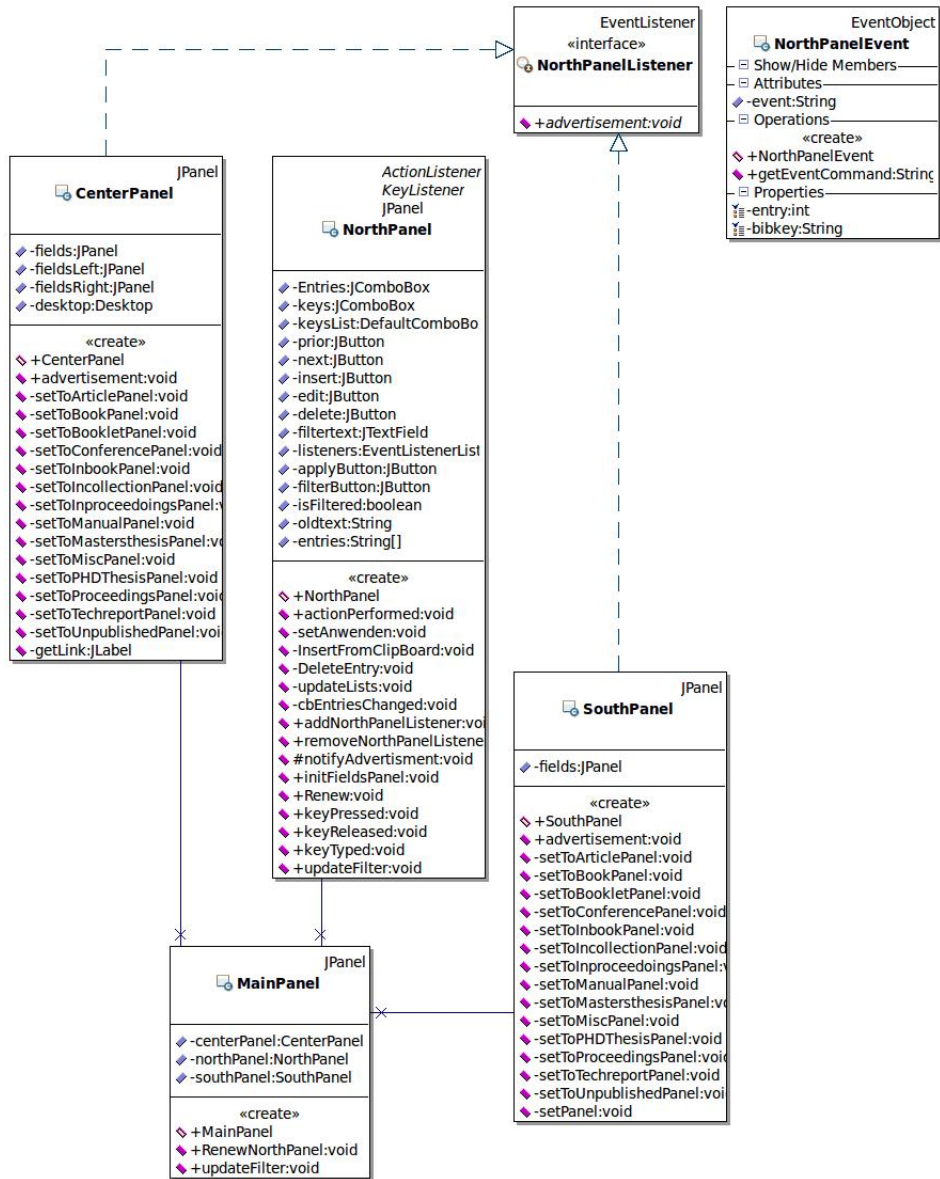 EventListener
«interface»
NorthPanelListener
+advertisement:void
EventObject
NorthPanelEvent
Show/Hide Members
Attributes
-event:String
Operations
«create»
+NorthPanelEvent
+getEventCommand:String
Properties
-entry:int
-bibkey:String
JPanel
CenterPanel
-fields:JPanel
-fieldsLeft:JPanel
-fieldsRight:JPanel
-desktop:Desktop
«create»
+CenterPanel
+advertisement:void
-setToArticlePanel:void
-setToBookPanel:void
-setToBookletPanel:void
-setToConferencePanel:void
-setToInbookPanel:void
-setToIncollectionPanel:void
-setToInproceedoingsPanel:v
-setToManualPanel:void
-setToMastersthesisPanel:vo
-setToMiscPanel:void
-setToPHDThesisPanel:void
-setToProceedingsPanel:void
-setToTechreportPanel:void
-setToUnpublishedPanel:voi
-getLink:JLabel
ActionListener
KeyListener
JPanel
NorthPanel
-Entries:JComboBox
-keys:JComboBox
-keysList:DefaultComboBo
-prior:JButton
-next:JButton
-insert:JButton
-edit:JButton
-delete:JButton
-filtertext:JTextField
-listeners:EventListenerList
-applyButton:JButton
-filterButton:JButton
-isFiltered:boolean
-oldtext:String
-entries:String[]
«create»
+NorthPanel
+actionPerformed:void
-setAnwenden:void
-InsertFromClipBoard:void
-DeleteEntry:void
-updateLists:void
-cbEntriesChanged:void
+addNorthPanelListener:voi
+removeNorthPanelListene
#notifyAdvertisment:void
+initFieldsPanel:void
+Renew:void
+keyPressed:void
+keyReleased:void
+keyTyped:void
+updateFilter:void
JPanel
SouthPanel
-fields:JPanel
«create»
+SouthPanel
+advertisement:void
-setToArticlePanel:void
-setToBookPanel:void
-setToBookletPanel:void
-setToConferencePanel:void
-setToInbookPanel:void
-setToIncollectionPanel:void
-setToInproceedoingsPanel:v
-setToManualPanel:void
-setToMastersthesisPanel:vo
-setToMiscPanel:void
-setToPHDThesisPanel:void
-setToProceedingsPanel:void
-setToTechreportPanel:void
-setToUnpublishedPanel:voi
-setPanel:void
JPanel
MainPanel
-centerPanel:CenterPanel
-northPanel:NorthPanel
-southPanel:SouthPanel
«create»
+MainPanel
+RenewNorthPanel:void
+updateFilter:void